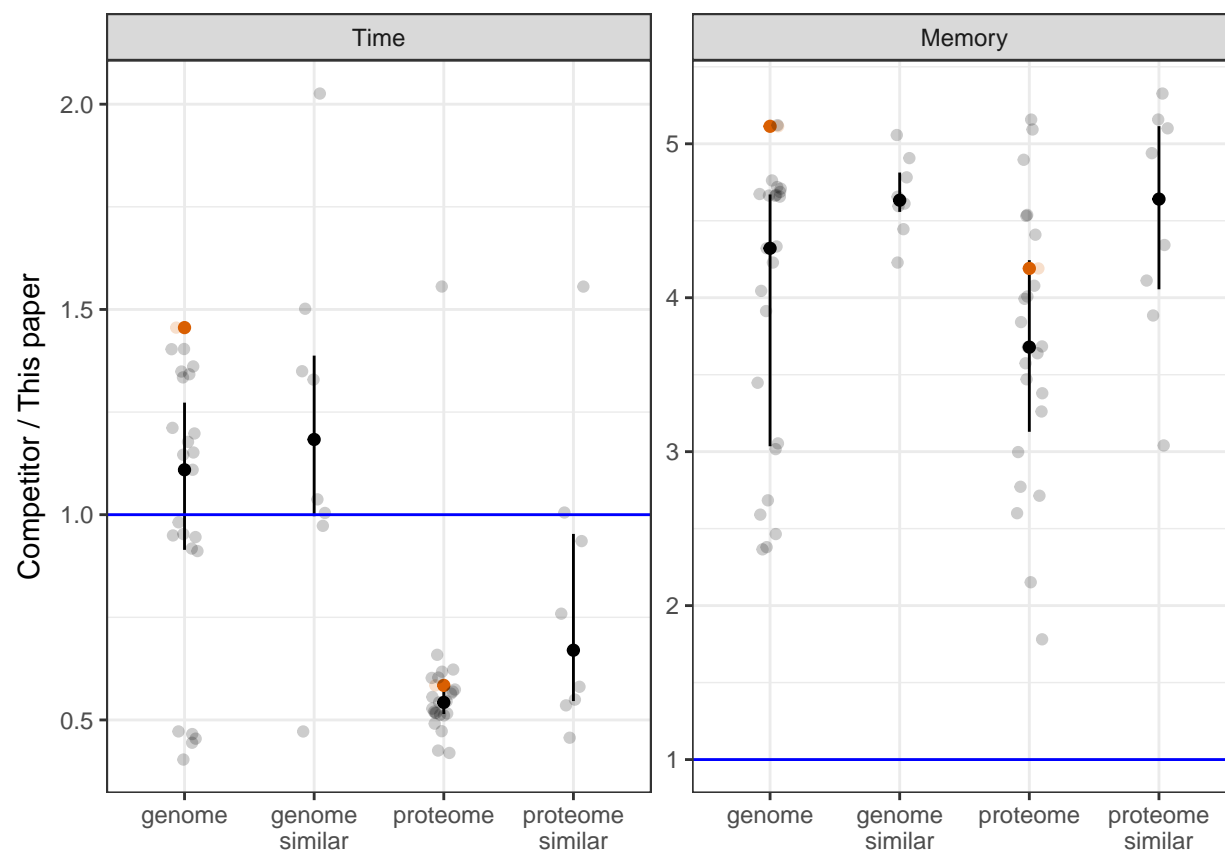 Time
Memory
Competitor / This paper
2.0
1.5
1.0
0.5
5
4
3
2
1
genome
genome
similar
proteome
proteome
similar
genome
genome
similar
proteome
proteome
similar